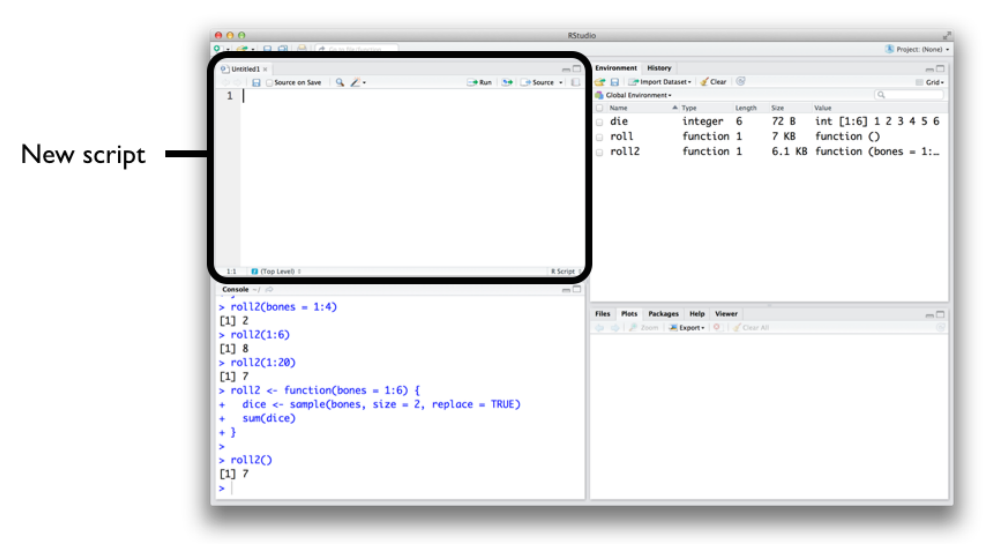 RStudio
Project: (None)
New script
Untitled1
Source on Save
Run
Source
1
1:1 (Top Level) R Script
Console ~/
> roll2(bones = 1:4)
[1] 2
> roll2(1:6)
[1] 8
> roll2(1:20)
[1] 7
> roll2 <- function(bones = 1:6) {
+   dice <- sample(bones, size = 2, replace = TRUE)
+   sum(dice)
+ }
>
> roll2()
[1] 7
>
Environment History
Import Dataset Clear Grid
Global Environment
Name Type Length Size Value
die integer 6 72 B int [1:6] 1 2 3 4 5 6
roll function 1 7 KB function ()
roll2 function 1 6.1 KB function (bones = 1:…
Files Plots Packages Help Viewer
Zoom Export Clear All